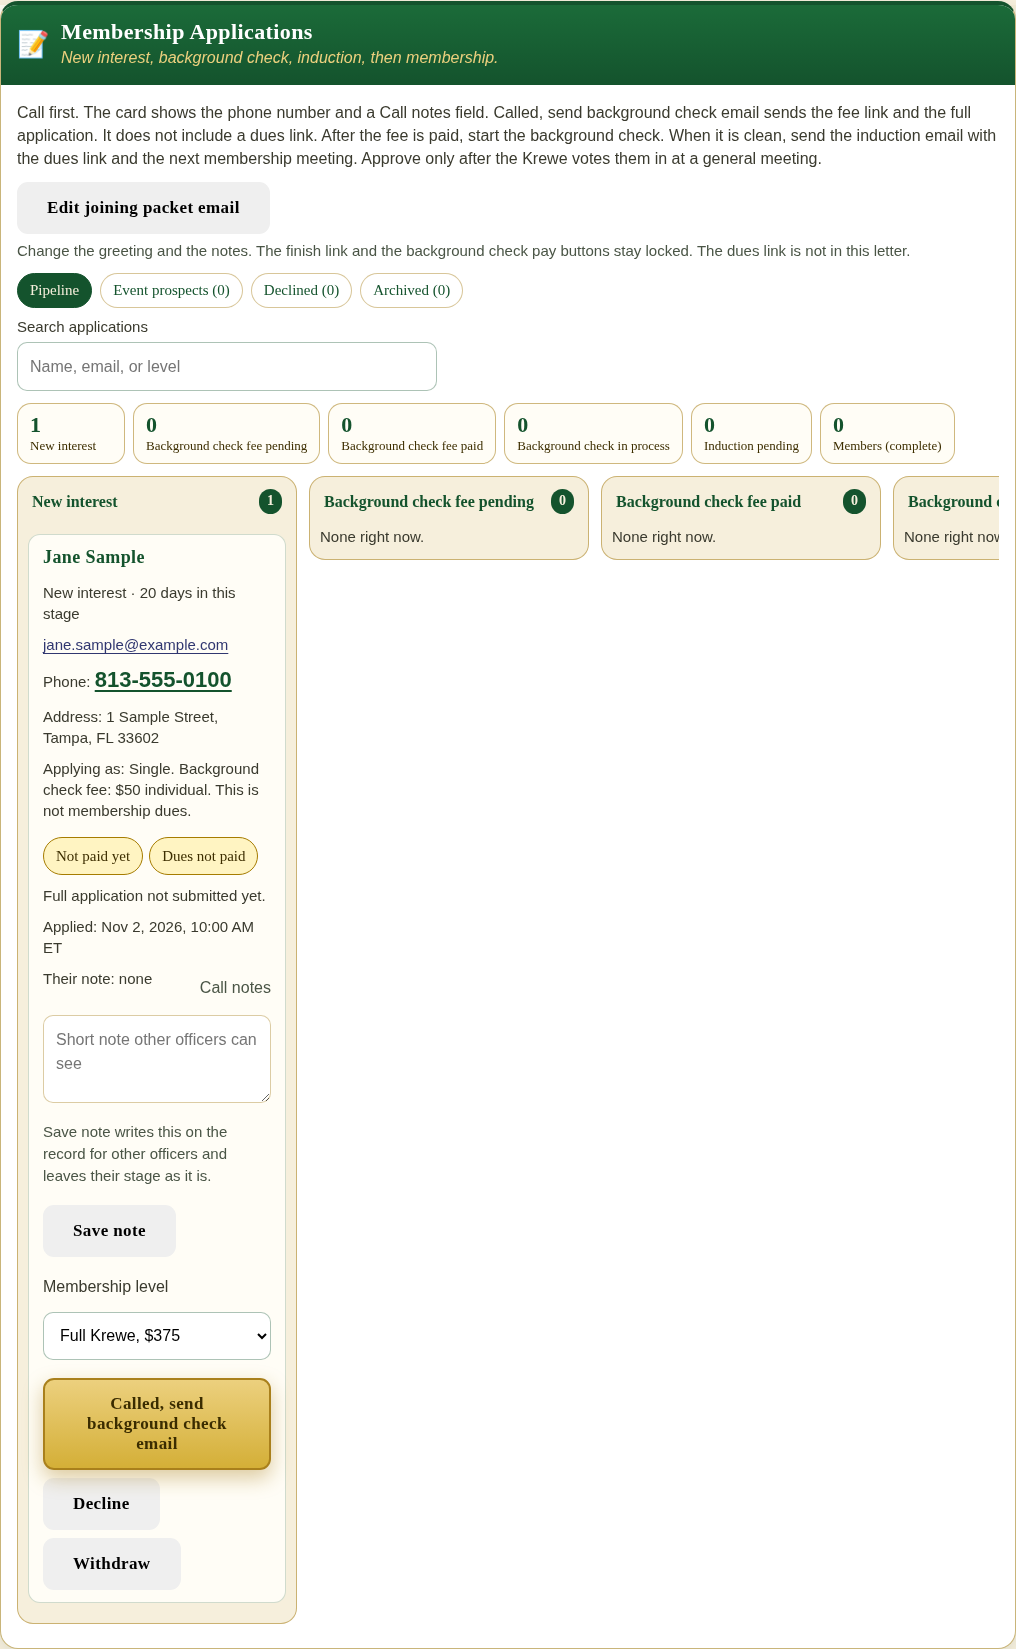 Membership Applications
New interest, background check, induction, then membership.
Call first. The card shows the phone number and a Call notes field. Called, send background check email sends the fee link and the full
application. It does not include a dues link. After the fee is paid, start the background check. When it is clean, send the induction email with
the dues link and the next membership meeting. Approve only after the Krewe votes them in at a general meeting.
Edit joining packet email
Change the greeting and the notes. The finish link and the background check pay buttons stay locked. The dues link is not in this letter.
Pipeline
Event prospects (0)
Declined (0)
Archived (0)
Search applications
Name, email, or level
1
New interest
0
Background check fee pending
0
Background check fee paid
0
Background check in process
0
Induction pending
0
Members (complete)
New interest
1
Jane Sample
New interest · 20 days in this
stage
jane.sample@example.com
Phone: 813-555-0100
Address: 1 Sample Street,
Tampa, FL 33602
Applying as: Single. Background
check fee: $50 individual. This is
not membership dues.
Not paid yet
Dues not paid
Full application not submitted yet.
Applied: Nov 2, 2026, 10:00 AM
ET
Their note: none
Call notes
Short note other officers can
see
Save note writes this on the
record for other officers and
leaves their stage as it is.
Save note
Membership level
Full Krewe, $375
Called, send
background check
email
Decline
Withdraw
Background check fee pending
0
None right now.
Background check fee paid
0
None right now.
Background
None right now